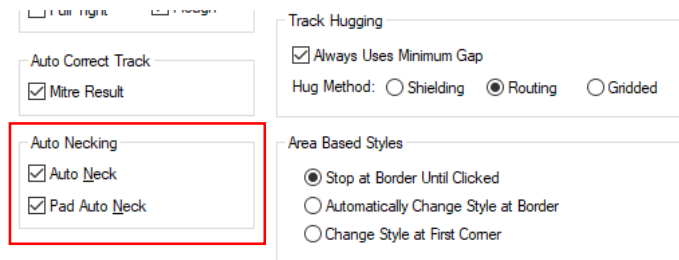 Track Hugging
Auto Correct Track
Always Uses Minimum Gap
Mitre Result
Hug Method: Shielding Routing Gridded
Auto Necking
Area Based Styles
Auto Neck
Stop at Border Until Clicked
Pad Auto Neck
Automatically Change Style at Border
Change Style at First Corner